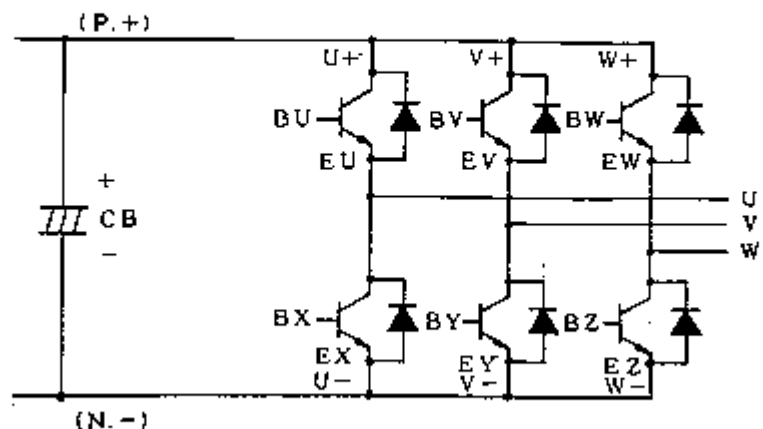 (P.+)
U+ V+ W+
BU BV BW
EU EV EW
+
CB
-
U
V
W
BX BY BZ
EX EY EZ
U- V- W-
(N.-)